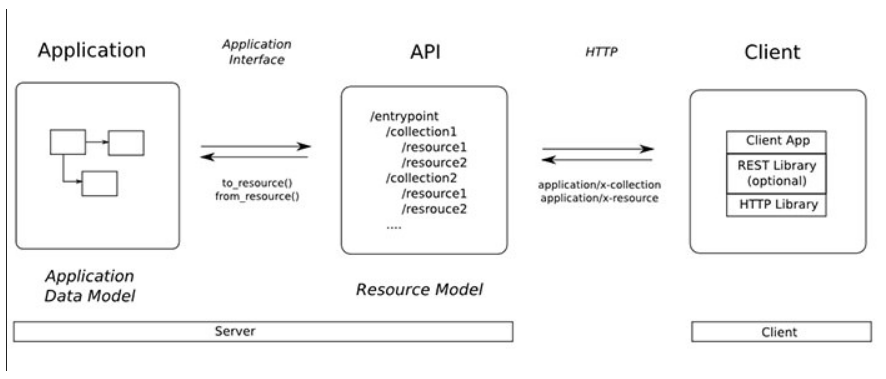 Application
Application
Interface
API
HTTP
Client
to_resource()
from_resource()
/entrypoint
/collection1
/resource1
/resource2
/collection2
/resource1
/resrouce2
....
application/x-collection
application/x-resource
Client App
REST Library
(optional)
HTTP Library
Application
Data Model
Resource Model
Server
Client